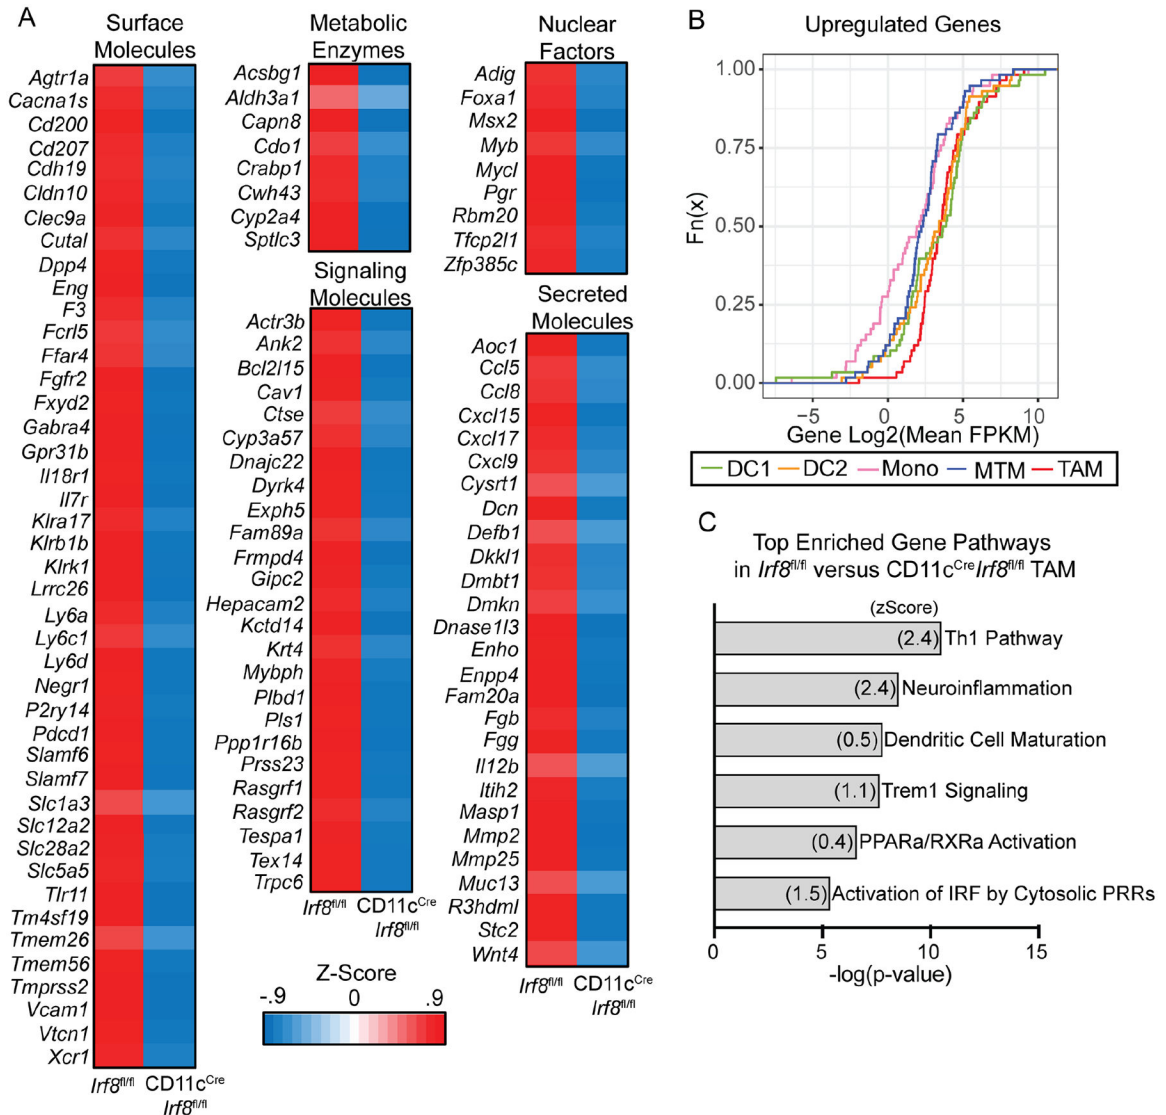 A
Surface
Molecules
Agtr1a
Cacna1s
Cd200
Cd207
Cdh19
Cldn10
Clec9a
Cutal
Dpp4
Eng
F3
Fcrl5
Ffar4
Fgfr2
Fxyd2
Gabra4
Gpr31b
Il18r1
Il7r
Klra17
Klrb1b
Klrk1
Lrrc26
Ly6a
Ly6c1
Ly6d
Negr1
P2ry14
Pdcd1
Slamf6
Slamf7
Slc1a3
Slc12a2
Slc28a2
Slc5a5
Tlr11
Tm4sf19
Tmem26
Tmem56
Tmprss2
Vcam1
Vtcn1
Xcr1
Irf8fl/fl CD11cCre
Irf8fl/fl
Metabolic
Enzymes
Acsbg1
Aldh3a1
Capn8
Cdo1
Crabp1
Cwh43
Cyp2a4
Sptlc3
Signaling
Molecules
Actr3b
Ank2
Bcl2l15
Cav1
Ctse
Cyp3a57
Dnajc22
Dyrk4
Exph5
Fam89a
Frmpd4
Gipc2
Hepacam2
Kctd14
Krt4
Mybph
Plbd1
Pls1
Ppp1r16b
Prss23
Rasgrf1
Rasgrf2
Tespa1
Tex14
Trpc6
Irf8fl/fl CD11cCre
Irf8fl/fl
Z-Score
-.9 0 .9
Nuclear
Factors
Adig
Foxa1
Msx2
Myb
Mycl
Pgr
Rbm20
Tfcp2l1
Zfp385c
Secreted
Molecules
Aoc1
Ccl5
Ccl8
Cxcl15
Cxcl17
Cxcl9
Cysrt1
Dcn
Defb1
Dkkl1
Dmbt1
Dmkn
Dnase1l3
Enho
Enpp4
Fam20a
Fgb
Fgg
Il12b
Itih2
Masp1
Mmp2
Mmp25
Muc13
R3hdml
Stc2
Wnt4
Irf8fl/fl CD11cCre
Irf8fl/fl
B
Upregulated Genes
Fn(x)
1.00
0.75
0.50
0.25
0.00
−5 0 5 10
Gene Log2(Mean FPKM)
DC1 DC2 Mono MTM TAM
C
Top Enriched Gene Pathways
in Irf8fl/fl versus CD11cCreIrf8fl/fl TAM
(zScore)
(2.4) Th1 Pathway
(2.4) Neuroinflammation
(0.5) Dendritic Cell Maturation
(1.1) Trem1 Signaling
(0.4) PPARa/RXRa Activation
(1.5) Activation of IRF by Cytosolic PRRs
0 5 10 15
-log(p-value)